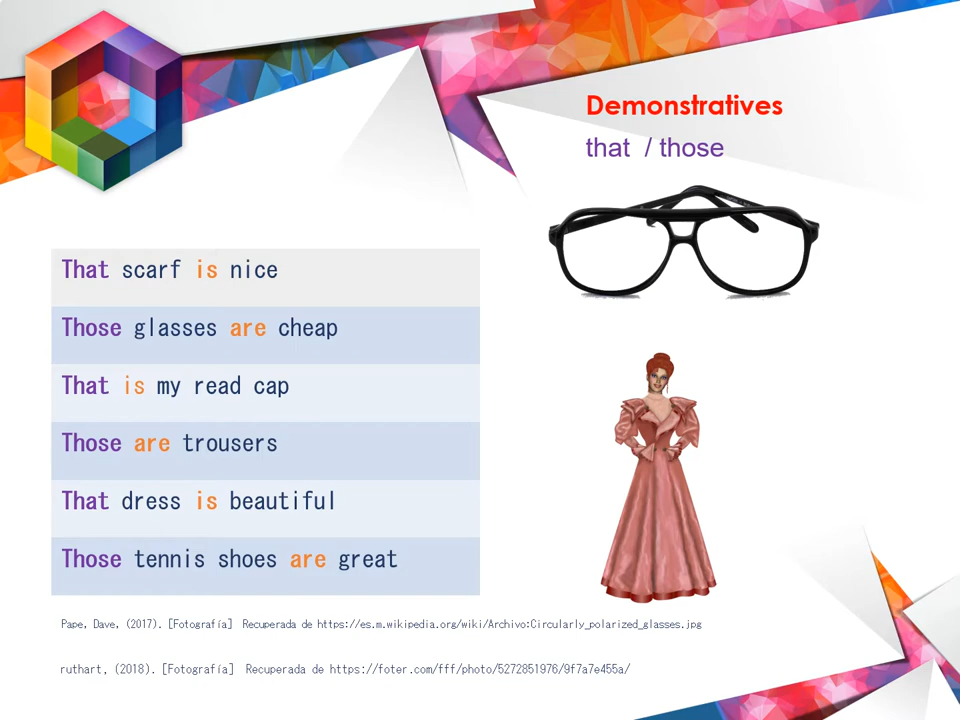 Demonstratives
that / those
That scarf is nice
Those glasses are cheap
That is my read cap
Those are trousers
That dress is beautiful
Those tennis shoes are great
Pape, Dave, (2017). [Fotografía] Recuperada de https://es.m.wikipedia.org/wiki/Archivo:Circularly_polarized_glasses.jpg
ruthart, (2018). [Fotografía] Recuperada de https://foter.com/fff/photo/5272851976/9f7a7e455a/